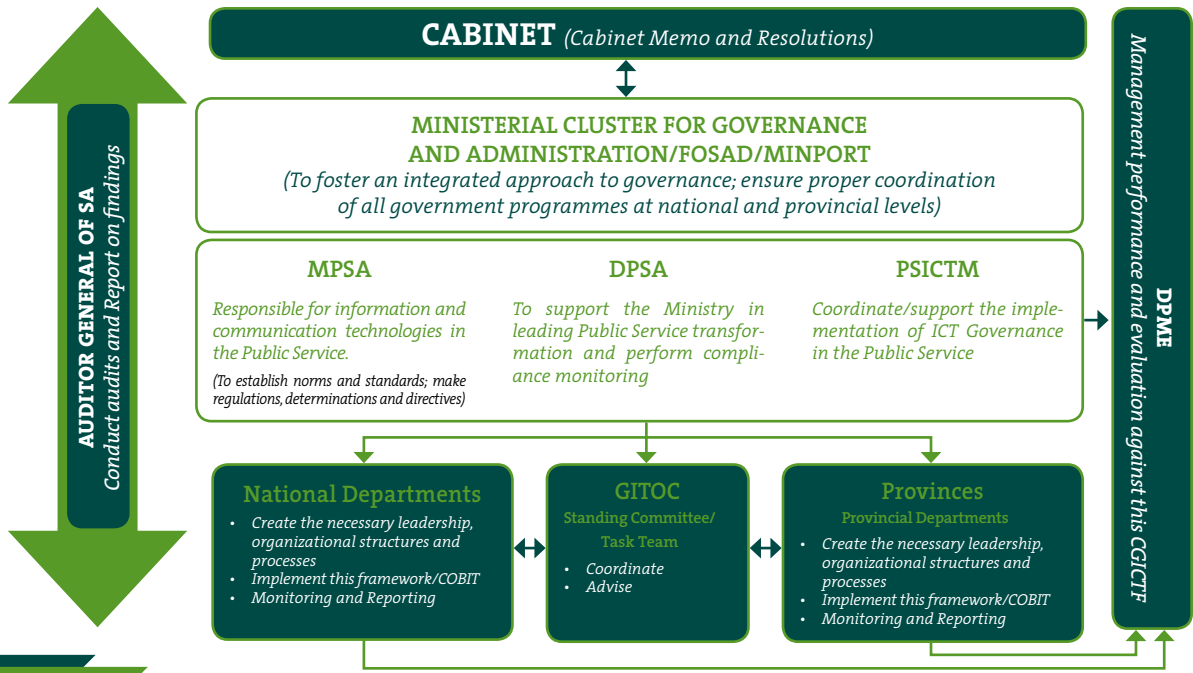 CABINET (Cabinet Memo and Resolutions)
MINISTERIAL CLUSTER FOR GOVERNANCE
AND ADMINISTRATION/FOSAD/MINPORT
(To foster an integrated approach to governance; ensure proper coordination
of all government programmes at national and provincial levels)
AUDITOR GENERAL OF SA
Conduct audits and Report on findings
MPSA
Responsible for information and
communication technologies in
the Public Service.
(To establish norms and standards; make
regulations, determinations and directives)
DPSA
To support the Ministry in
leading Public Service transfor-
mation and perform compli-
ance monitoring
PSICTM
Coordinate/support the imple-
mentation of ICT Governance
in the Public Service
DPME
Management performance and evaluation against this CGICTF
National Departments
• Create the necessary leadership,
organizational structures and
processes
• Implement this framework/COBIT
• Monitoring and Reporting
GITOC
Standing Committee/
Task Team
• Coordinate
• Advise
Provinces
Provincial Departments
• Create the necessary leadership,
organizational structures and
processes
• Implement this framework/COBIT
• Monitoring and Reporting